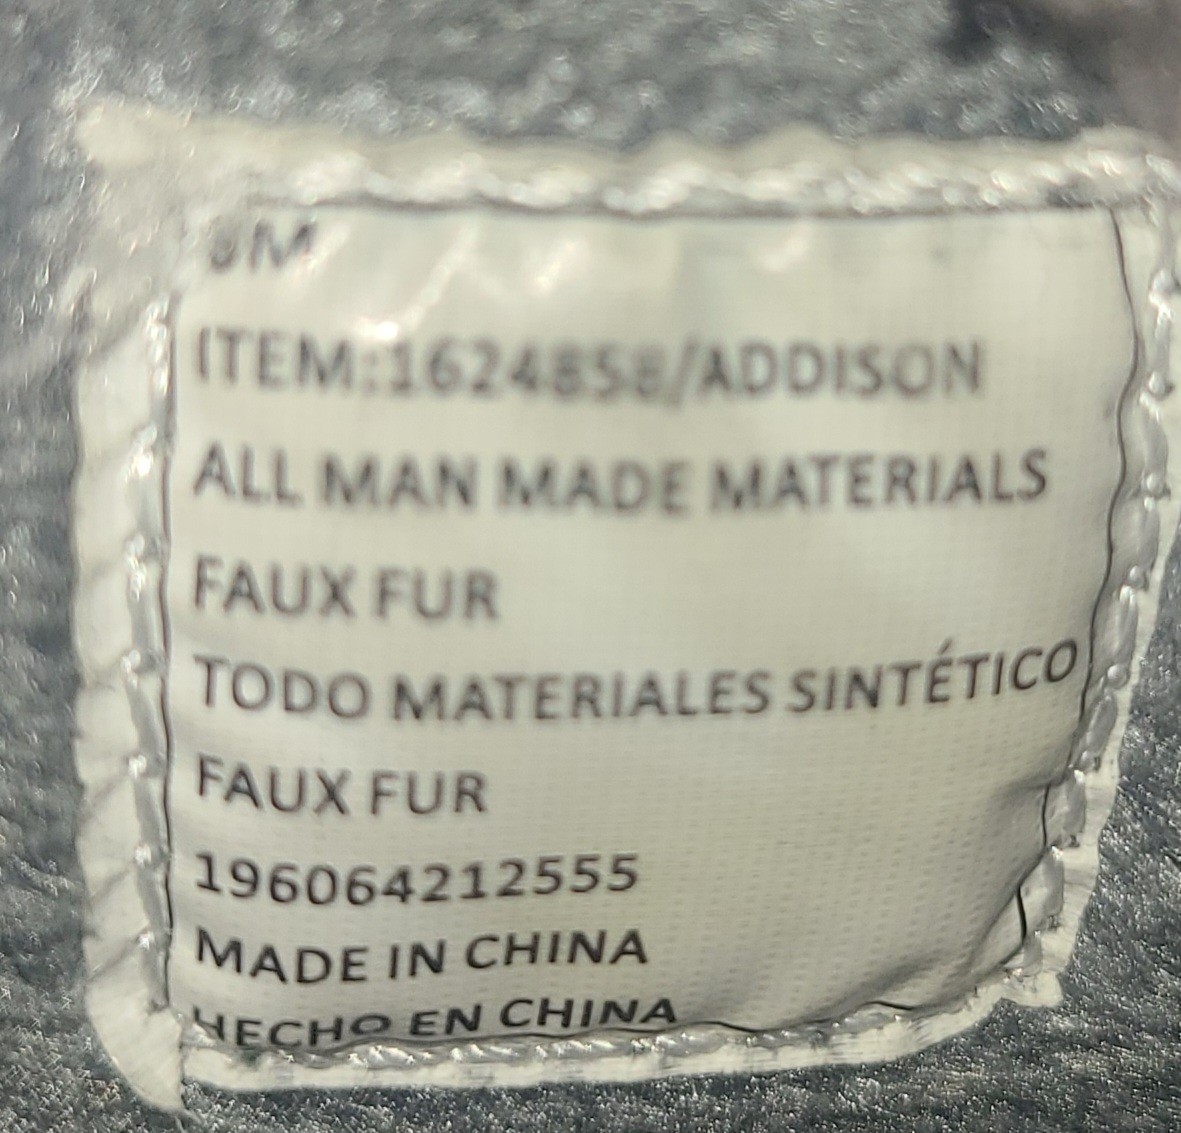 ITEM:1624858/ADDISON
ALL MAN MADE MATERIALS
FAUX FUR
TODO MATERIALES SINTÉTICO
FAUX FUR
196064212555
MADE IN CHINA
HECHO EN CHINA